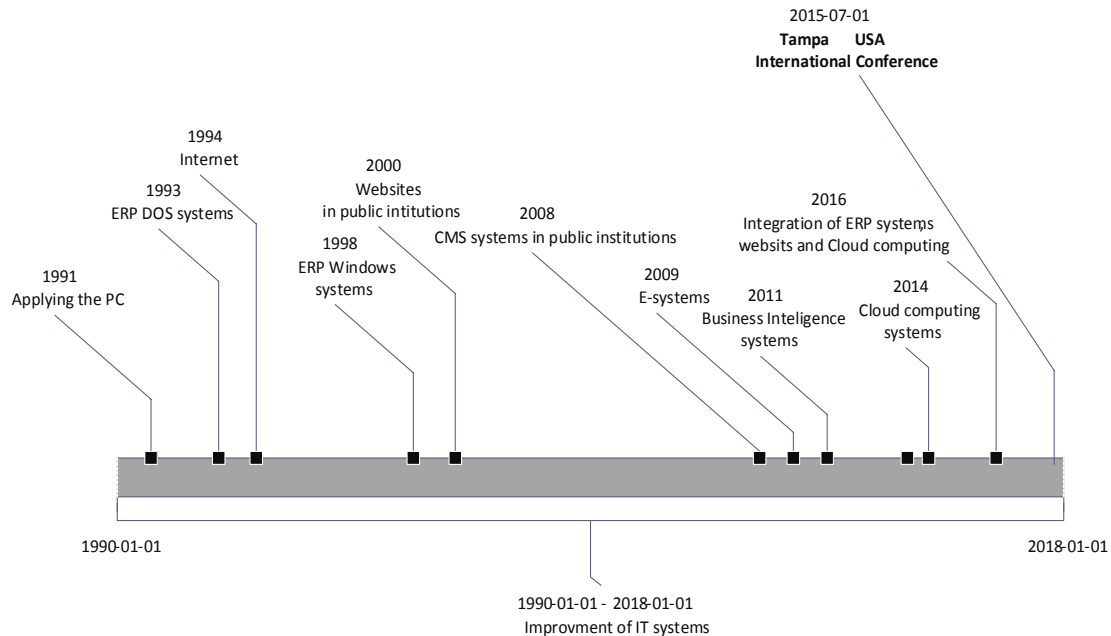 2015-07-01
Tampa USA
International Conference
1994
Internet
1993
ERP DOS systems
2000
Websites
in public intitutions
1998
ERP Windows
systems
2008
CMS systems in public institutions
2016
Integration of ERP systems,
websits and Cloud computing
1991
Applying the PC
2009
E-systems
2011
Business Inteligence
systems
2014
Cloud computing
systems
1990-01-01
2018-01-01
1990-01-01 - 2018-01-01
Improvment of IT systems